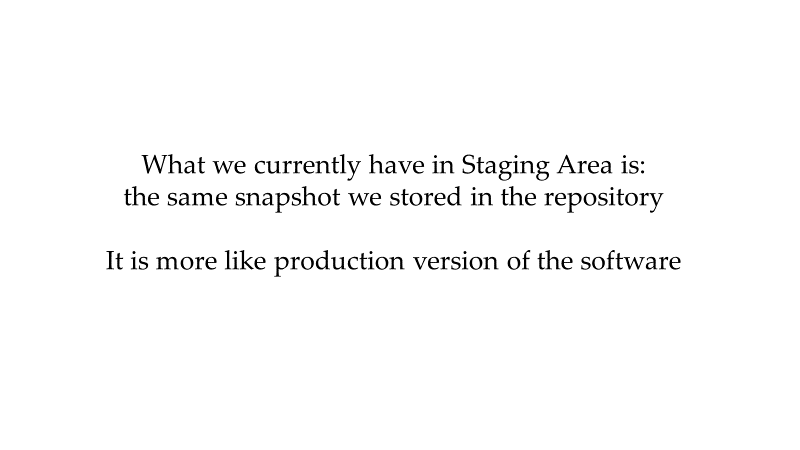 What we currently have in Staging Area is:
the same snapshot we stored in the repository
It is more like production version of the software